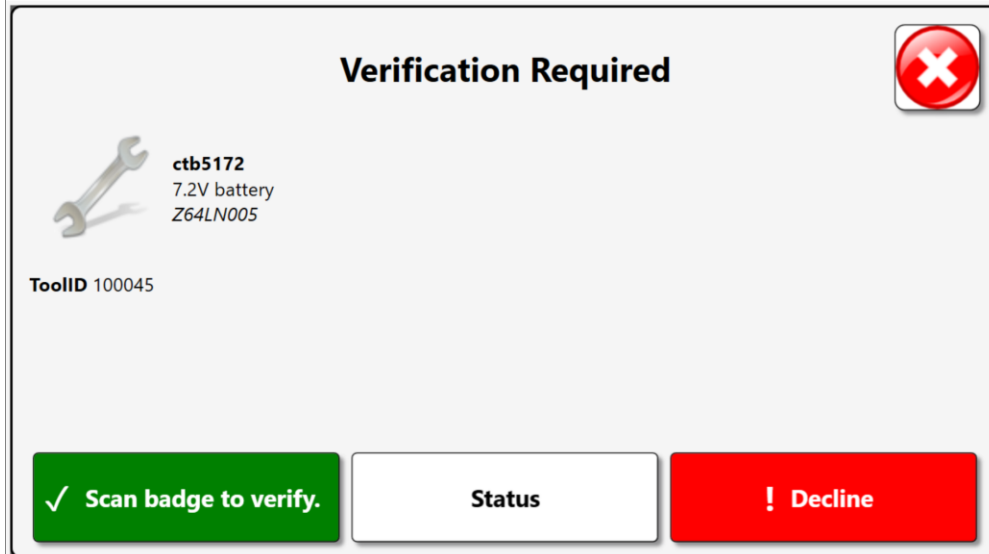 Verification Required
ctb5172
7.2V battery
Z64LN005
ToolID 100045
✓ Scan badge to verify.
Status
! Decline